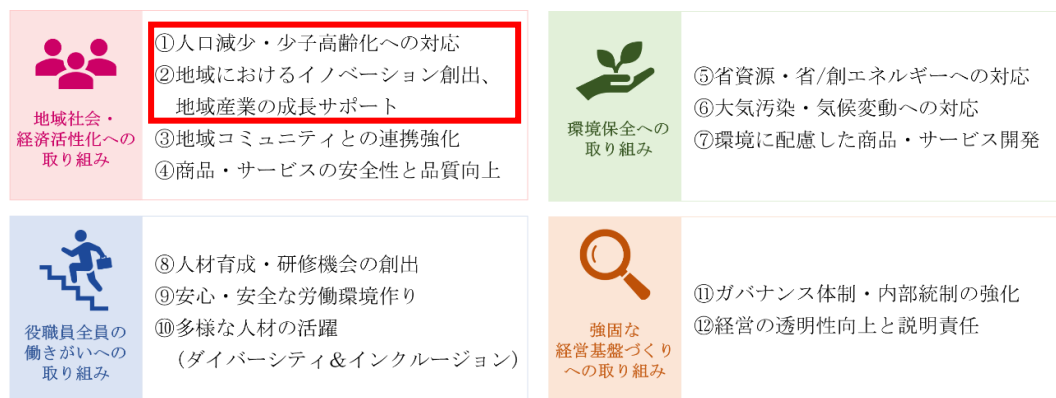 地域社会・
経済活性化への
取り組み
①人口減少・少子高齢化への対応
②地域におけるイノベーション創出、
地域産業の成長サポート
③地域コミュニティとの連携強化
④商品・サービスの安全性と品質向上
環境保全への
取り組み
⑤省資源・省/創エネルギーへの対応
⑥大気汚染・気候変動への対応
⑦環境に配慮した商品・サービス開発
役職員全員の
働きがいへの
取り組み
⑧人材育成・研修機会の創出
⑨安心・安全な労働環境作り
⑩多様な人材の活躍
(ダイバーシティ&インクルージョン)
強固な
経営基盤づくり
への取り組み
⑪ガバナンス体制・内部統制の強化
⑫経営の透明性向上と説明責任